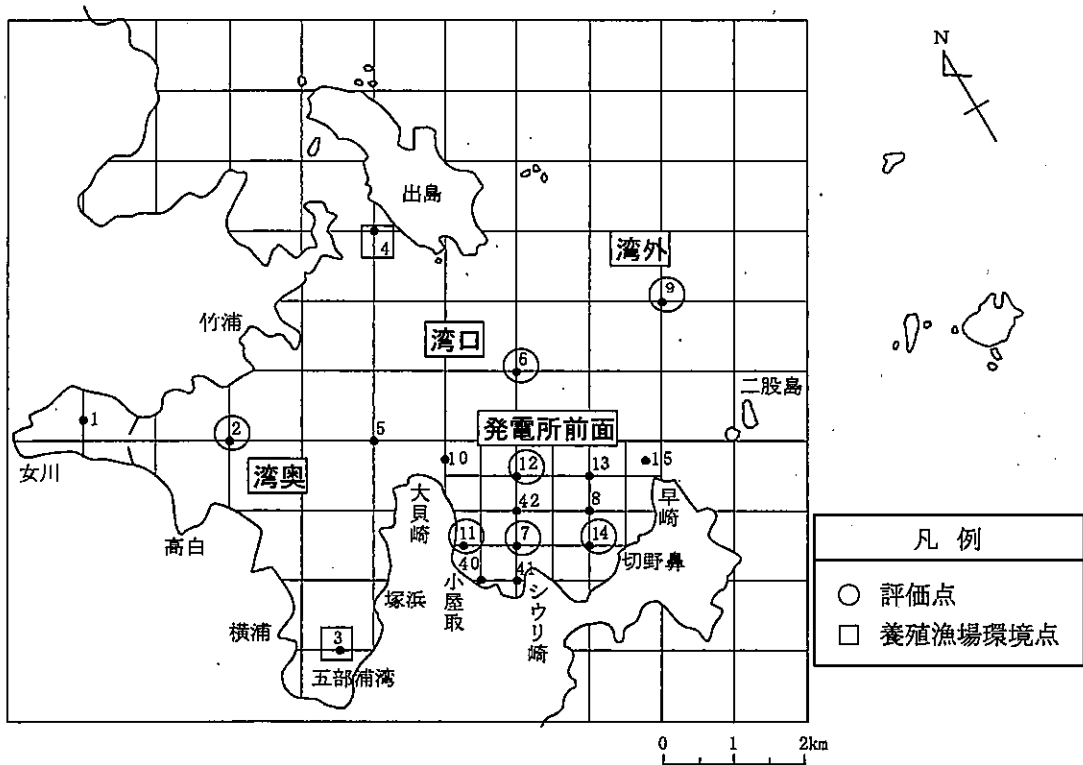 N
出島
4
湾外
9
竹浦
湾口
6
二股島
1
2
5
発電所前面
10
12
13
15
女川
湾奥
大貝崎
42
8
早崎
高白
11
7
14
切野鼻
40
41
小屋取
シウリ崎
塚浜
横浦
3
五部浦湾
凡例
○ 評価点
□ 養殖漁場環境点
0 1 2km